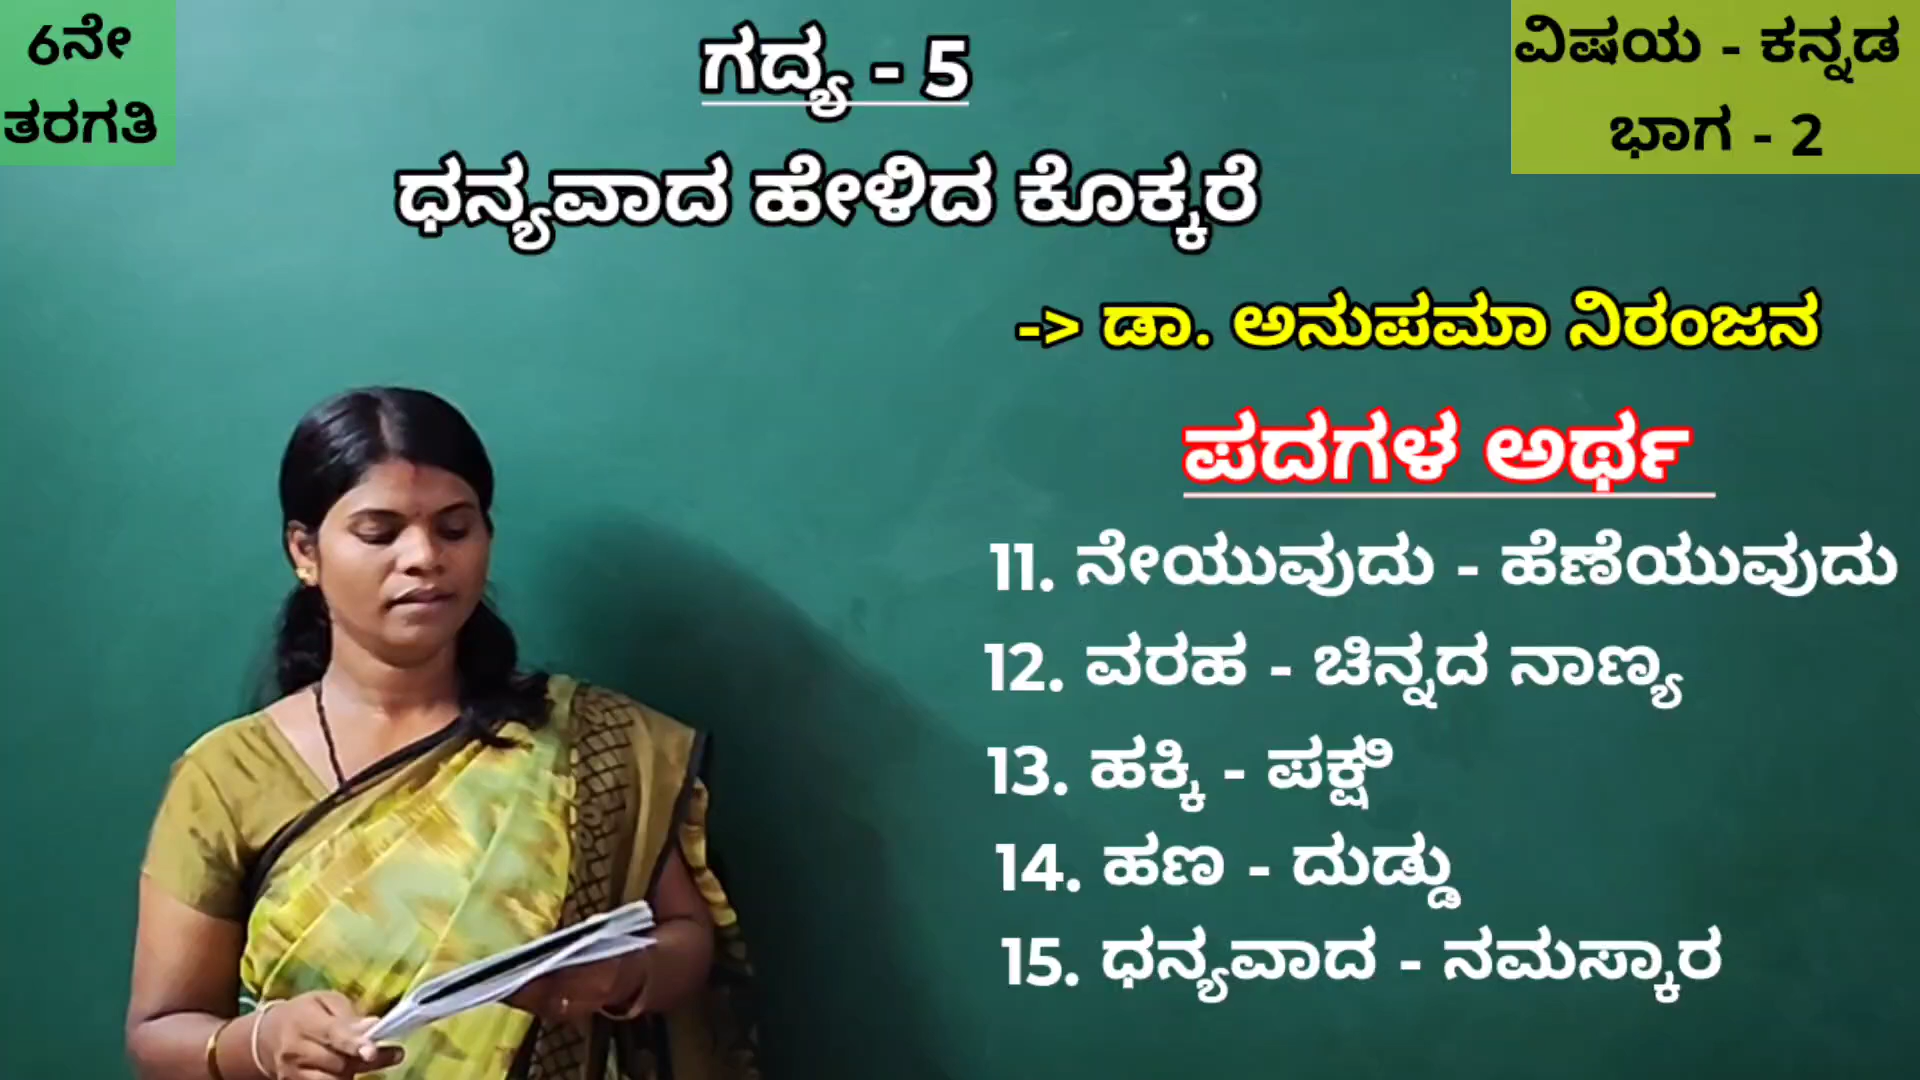 6ನೇ
ತರಗತಿ
ಗದ್ಯ - 5
ವಿಷಯ - ಕನ್ನಡ
ಭಾಗ - 2
ಧನ್ಯವಾದ ಹೇಳಿದ ಕೊಕ್ಕರೆ
-> ಡಾ. ಅನುಪಮಾ ನಿರಂಜನ
ಪದಗಳ ಅರ್ಥ
11. ನೇಯುವುದು - ಹೆಣೆಯುವುದು
12. ವರಹ - ಚಿನ್ನದ ನಾಣ್ಯ
13. ಹಕ್ಕಿ - ಪಕ್ಷಿ
14. ಹಣ - ದುಡ್ಡು
15. ಧನ್ಯವಾದ - ನಮಸ್ಕಾರ